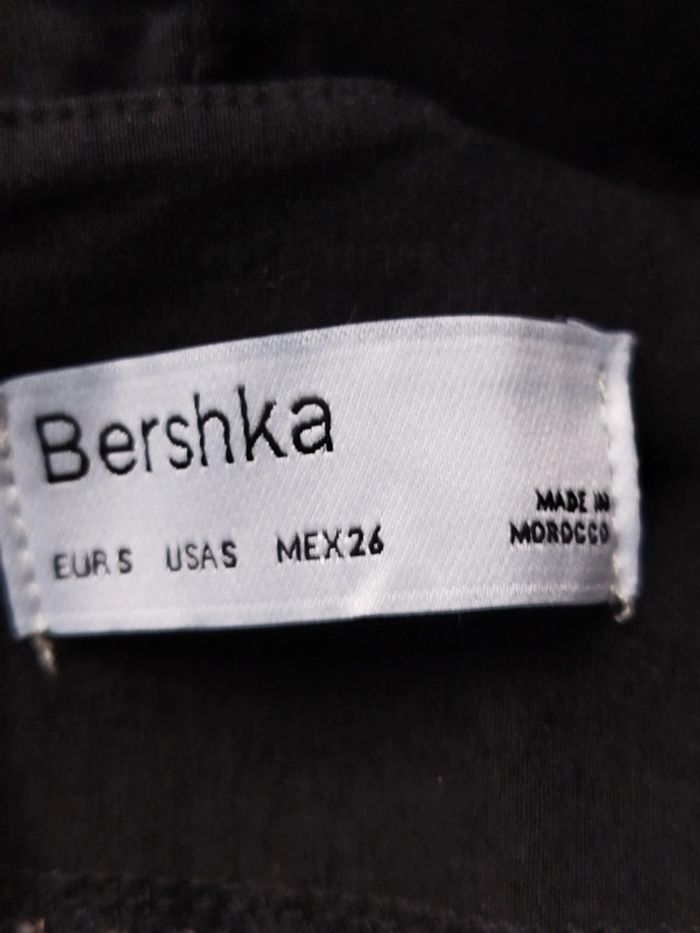 Bershka
EUR S USA S MEX 26
MADE IN
MOROCCO